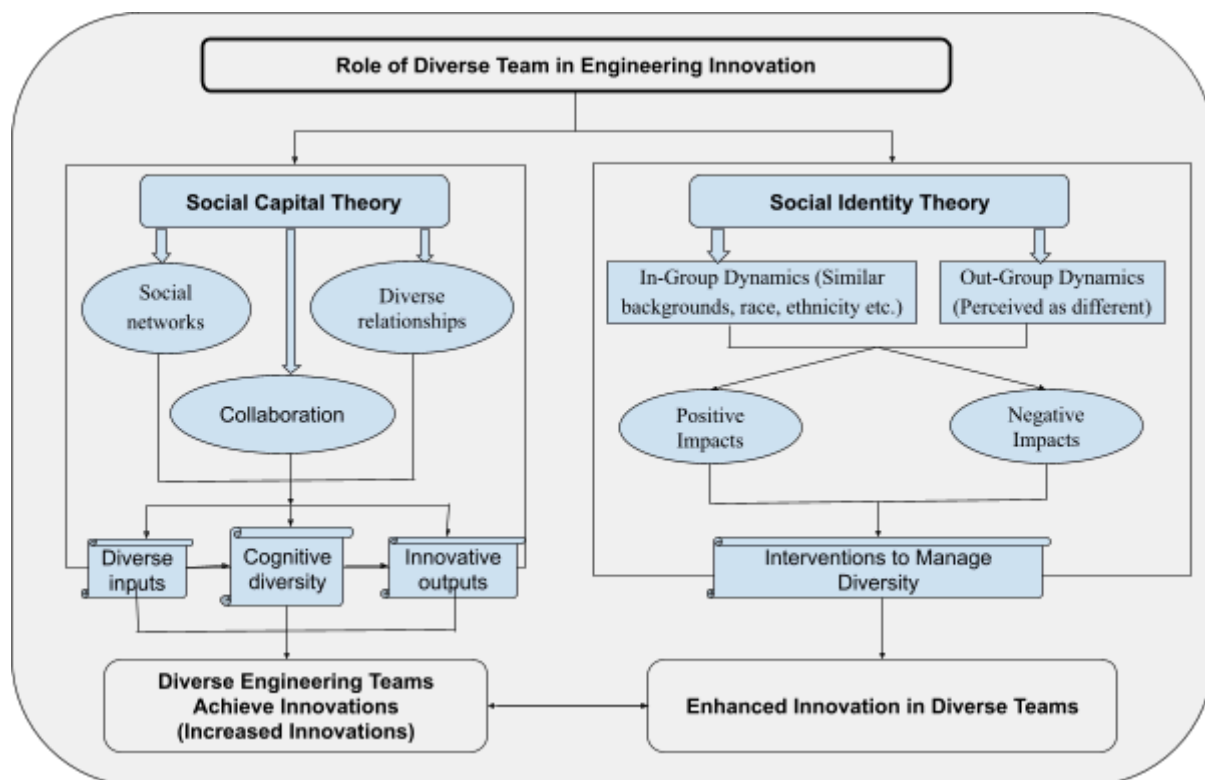 Role of Diverse Team in Engineering Innovation
Social Capital Theory
Social
networks
Diverse
relationships
Collaboration
Diverse
inputs
Cognitive
diversity
Innovative
outputs
Diverse Engineering Teams
Achieve Innovations
(Increased Innovations)
Social Identity Theory
In-Group Dynamics (Similar
backgrounds, race, ethnicity etc.)
Out-Group Dynamics
(Perceived as different)
Positive
Impacts
Negative
Impacts
Interventions to Manage
Diversity
Enhanced Innovation in Diverse Teams